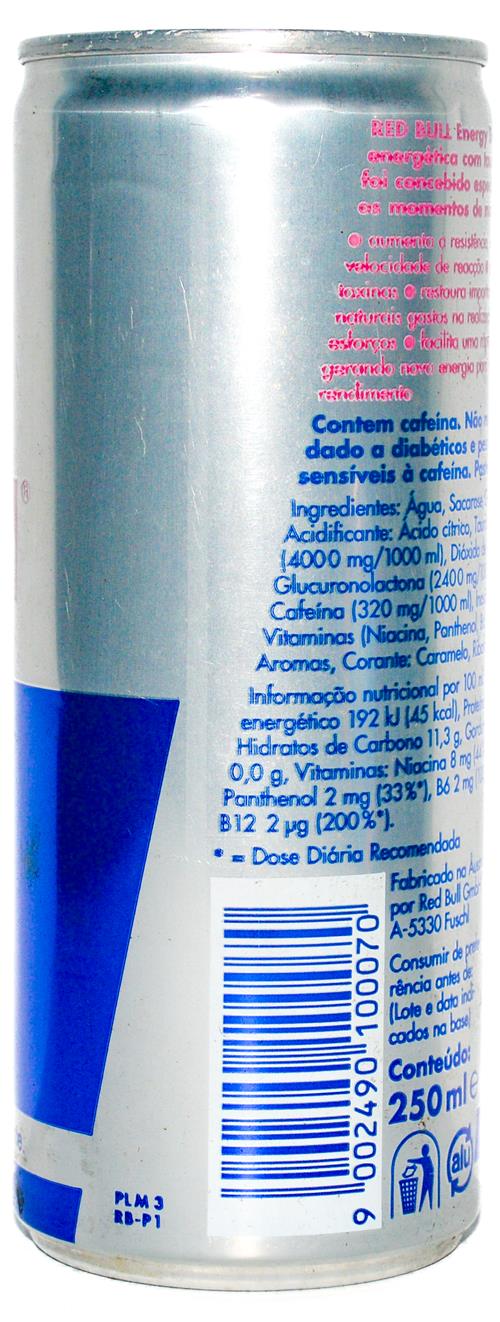 RED BULL Energy
energética com
foi concebido
os momentos de
aumenta a resistência,
velocidade de reacção
toxinas restaura
naturais gastas na
esforços facilita uma
gerando nova energia
rendimento
Contem cafeína. Não
dado a diabéticos e
sensíveis à cafeína.
Ingredientes: Água, Sacarose,
Acidificante: Ácido cítrico,
(4000 mg/1000 ml), Dióxido
Glucuronolactona (2400
Cafeína (320 mg/1000 ml),
Vitaminas (Niacina, Panthenol,
Aromas, Corante: Caramelo,
Informação nutricional por 100
energético 192 kJ (45 kcal),
Hidratos de Carbono 11,3 g,
0,0 g, Vitaminas: Niacina 8 mg
Panthenol 2 mg (33%*), B6 2 mg
B12 2 µg (200%*).
* = Dose Diária Recomendada
Fabricado na
por Red Bull
A-5330 Fuschl
Consumir de
rência antes
(Lote e data indi-
cados na base)
Conteúdo:
250 ml e
alu
9 002490 100070
PLM 3
RB-P1
®